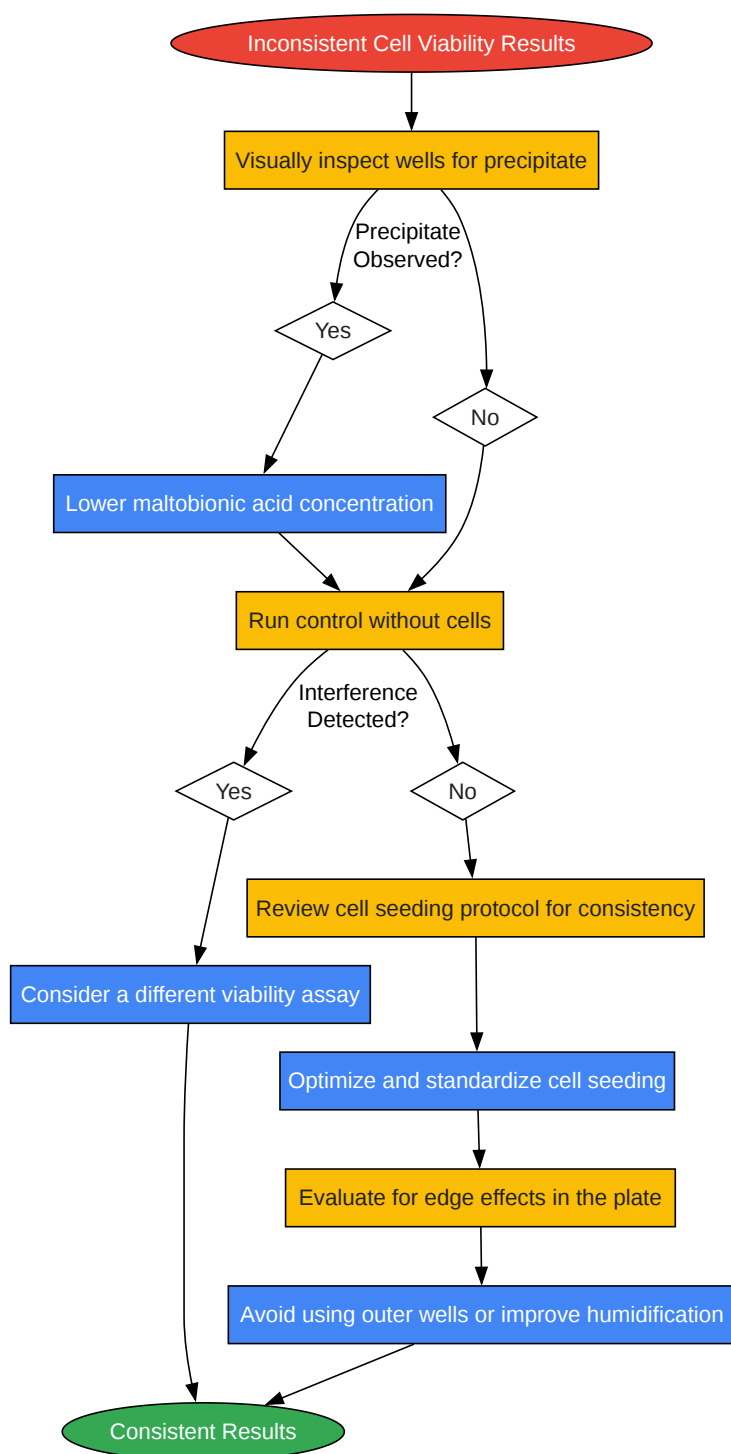 Inconsistent Cell Viability Results
Visually inspect wells for precipitate
Precipitate
Observed?
Yes
No
Lower maltobionic acid concentration
Run control without cells
Interference
Detected?
Yes
No
Review cell seeding protocol for consistency
Consider a different viability assay
Optimize and standardize cell seeding
Evaluate for edge effects in the plate
Avoid using outer wells or improve humidification
Consistent Results